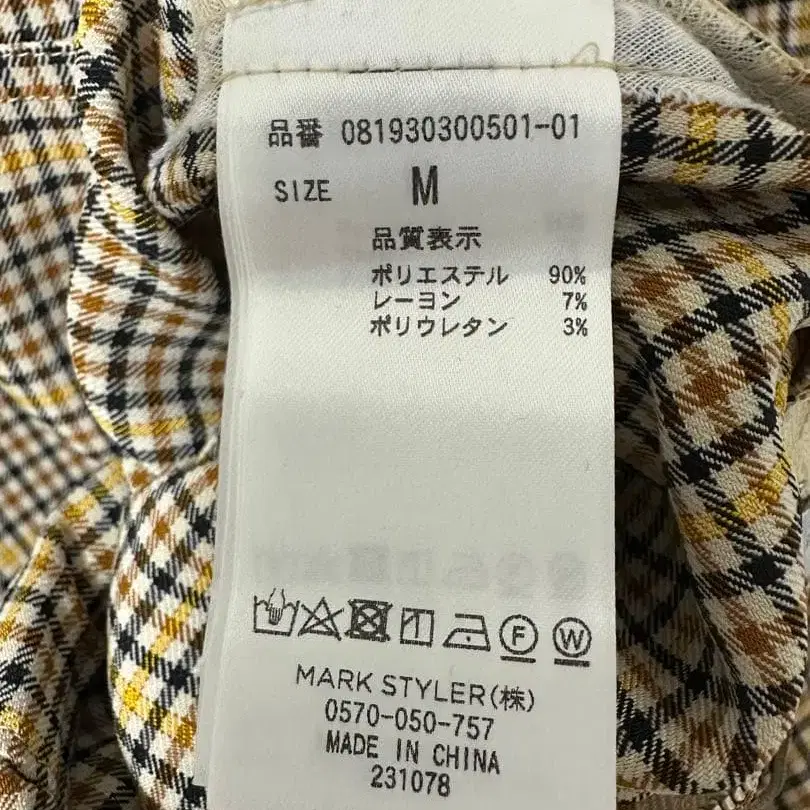 品番 081930300501-01
SIZE M
品質表示
ポリエステル 90%
レーヨン 7%
ポリウレタン 3%
F W
MARK STYLER(株)
0570-050-757
MADE IN CHINA
231078